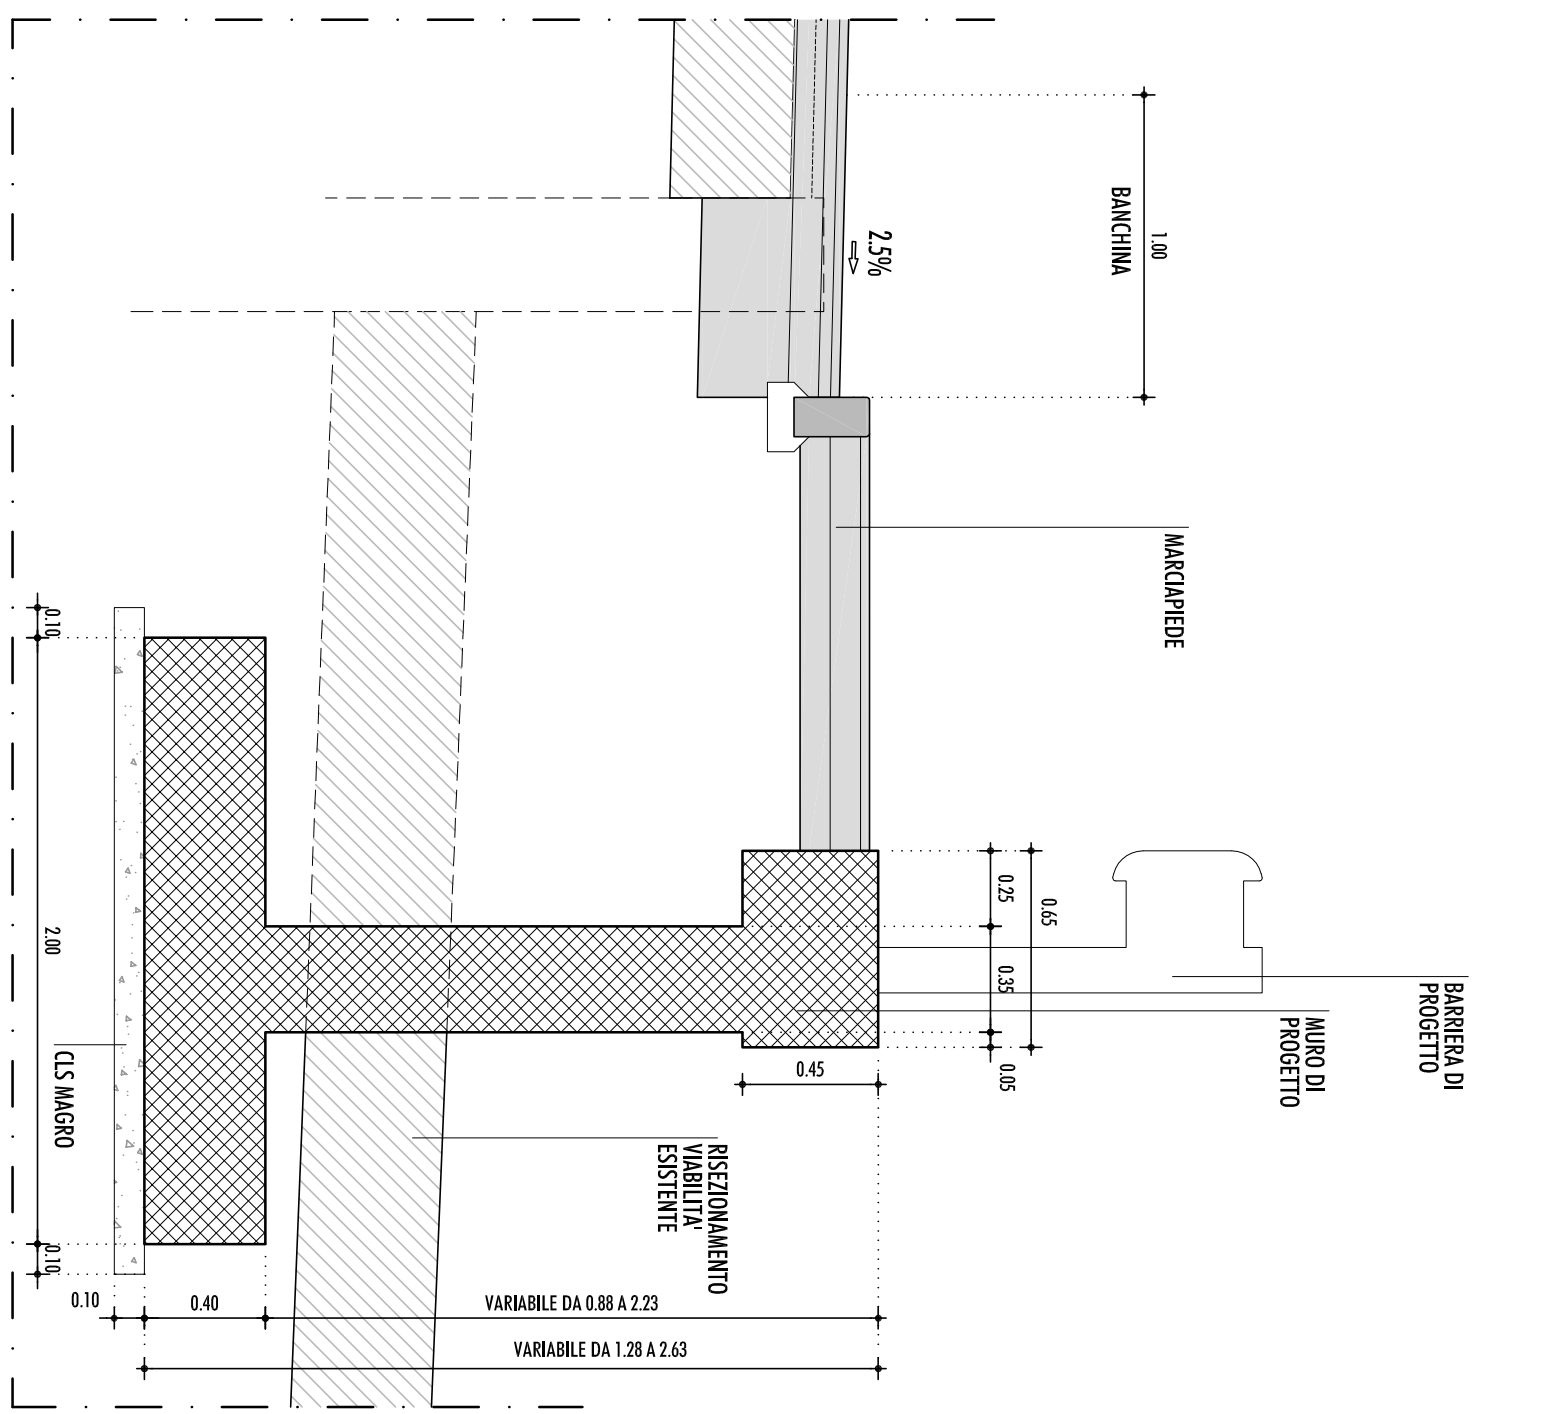 1.00
BANCHINA
2.5%
MARCIAPIEDE
BARRIERA DI
PROGETTO
MURO DI
PROGETTO
0.65
0.25
0.35
0.05
0.45
RISEZIONAMENTO
VIABILITA'
ESISTENTE
CLS MAGRO
0.10
2.00
0.10
0.10
0.40
VARIABILE DA 0.88 A 2.23
VARIABILE DA 1.28 A 2.63